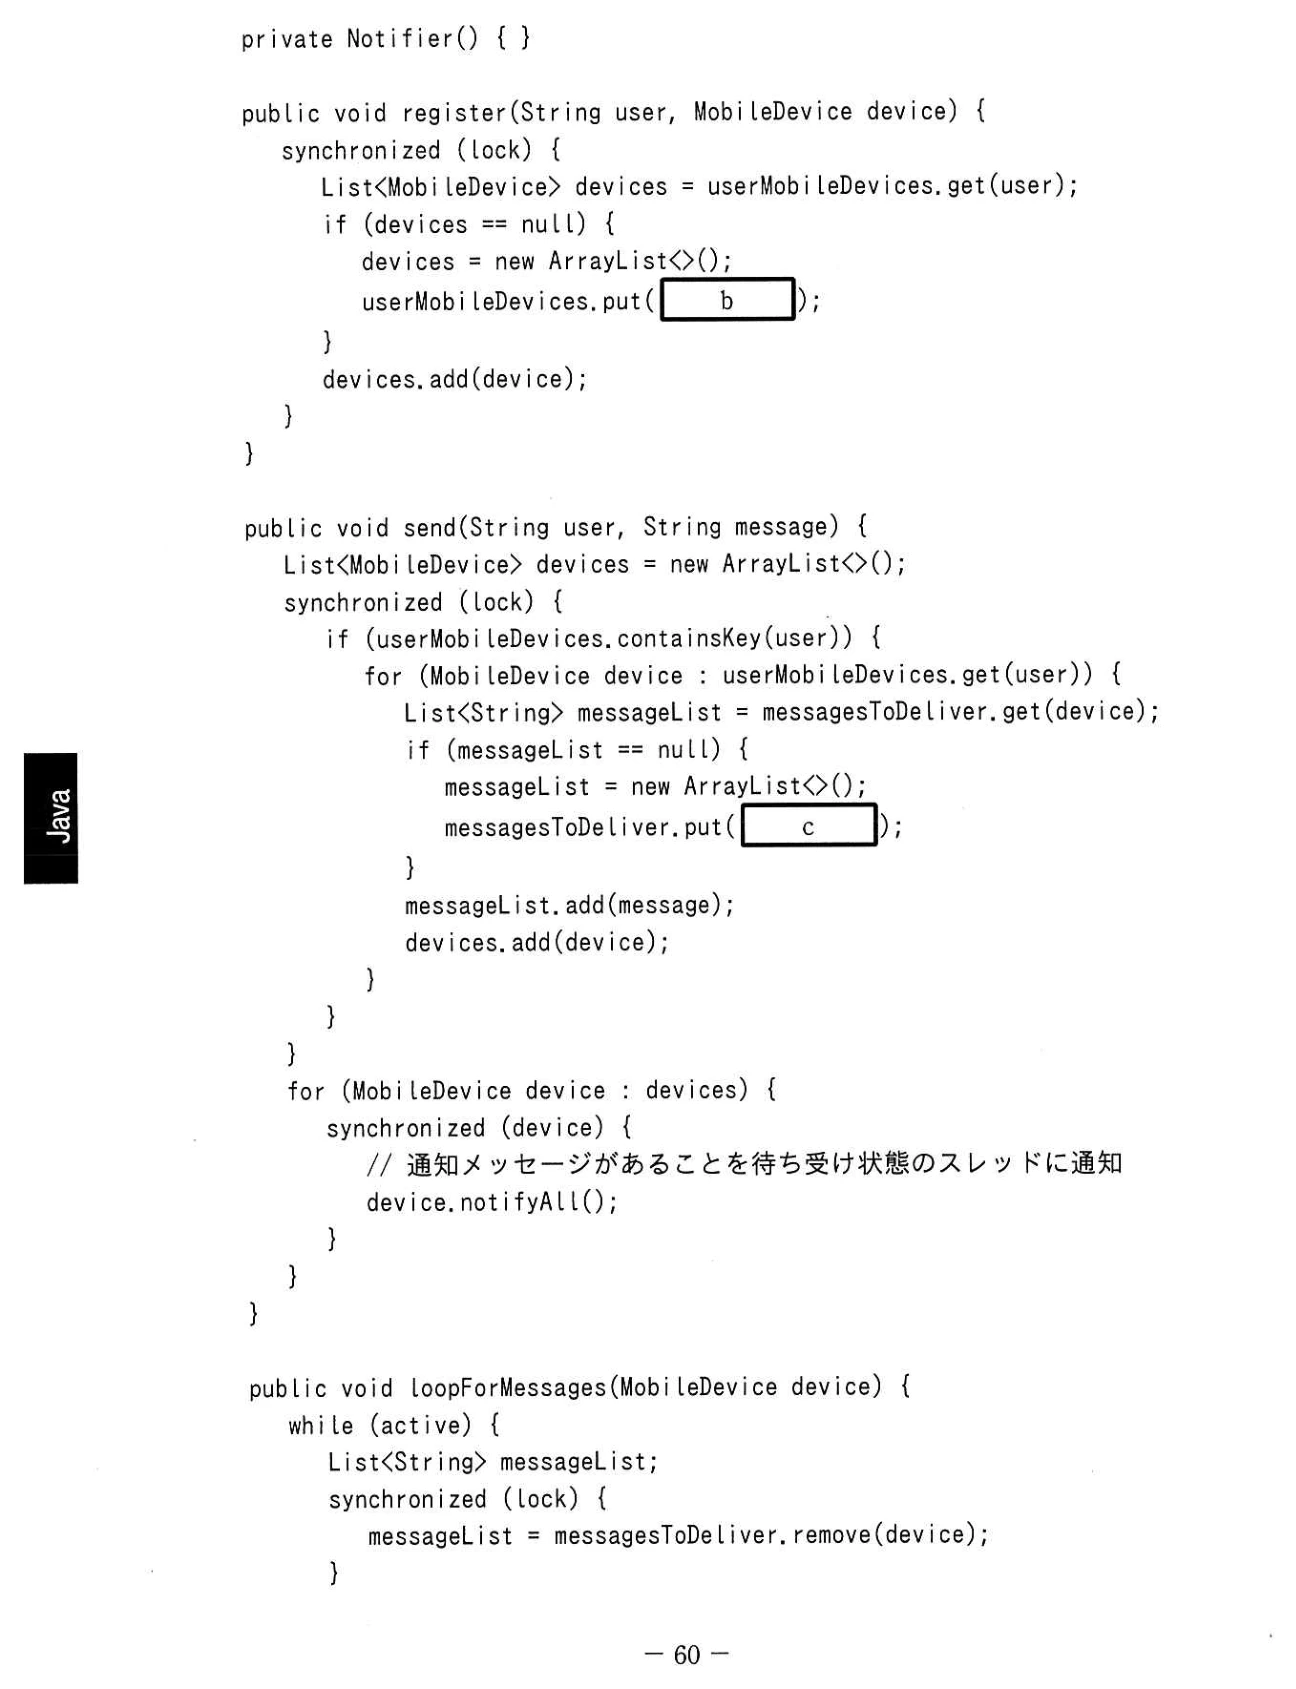 private Notifier() { }
public void register(String user, MobileDevice device) {
synchronized (lock) {
List<MobileDevice> devices = userMobileDevices.get(user);
if (devices == null) {
devices = new ArrayList<>();
userMobileDevices.put( b );
}
devices.add(device);
}
}
public void send(String user, String message) {
List<MobileDevice> devices = new ArrayList<>();
synchronized (lock) {
if (userMobileDevices.containsKey(user)) {
for (MobileDevice device : userMobileDevices.get(user)) {
List<String> messageList = messagesToDeliver.get(device);
if (messageList == null) {
messageList = new ArrayList<>();
messagesToDeliver.put( c );
}
messageList.add(message);
devices.add(device);
}
}
}
for (MobileDevice device : devices) {
synchronized (device) {
// 通知メッセージがあることを待ち受け状態のスレッドに通知
device.notifyAll();
}
}
}
public void loopForMessages(MobileDevice device) {
while (active) {
List<String> messageList;
synchronized (lock) {
messageList = messagesToDeliver.remove(device);
}
Java
― 60 ―